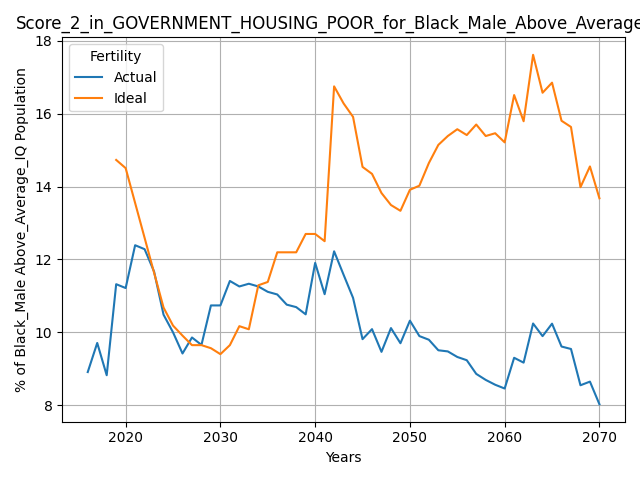 Score_2_in_GOVERNMENT_HOUSING_POOR_for_Black_Male_Above_Average
% of Black_Male Above_Average_IQ Population
18
16
14
12
10
8
Fertility
Actual
Ideal
2020 2030 2040 2050 2060 2070
Years